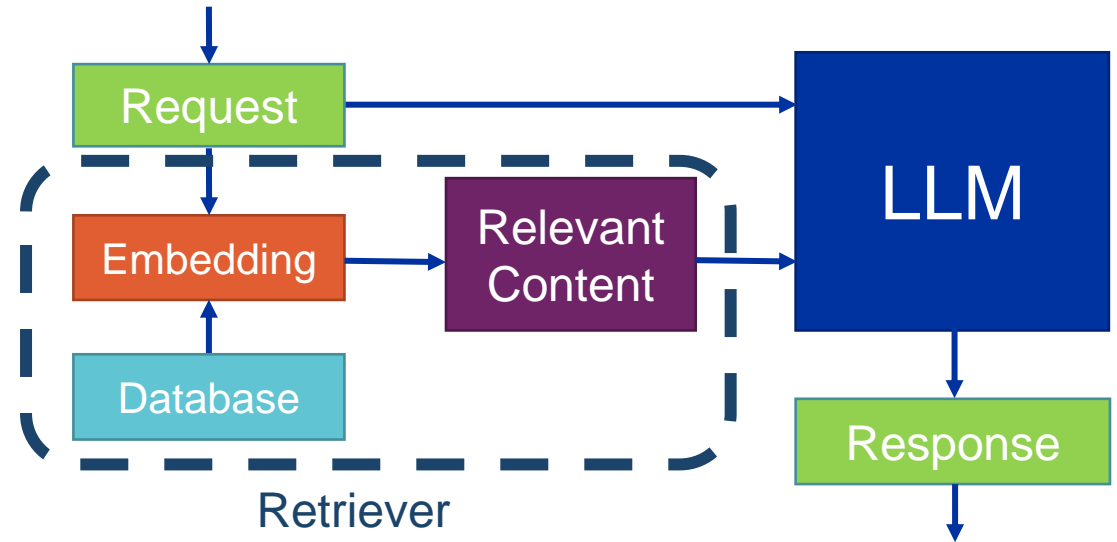 Request
LLM
Embedding
Relevant
Content
Database
Response
Retriever